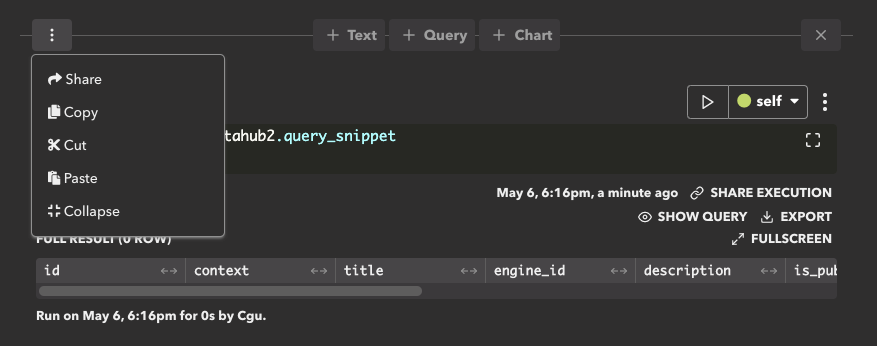 + Text + Query + Chart
Share
Copy
Cut
Paste
Collapse
self
tahub2.query_snippet
May 6, 6:16pm, a minute ago SHARE EXECUTION
SHOW QUERY EXPORT
FULL RESULT (0 ROW) FULLSCREEN
id context title engine_id description is_pub
Run on May 6, 6:16pm for 0s by Cgu.